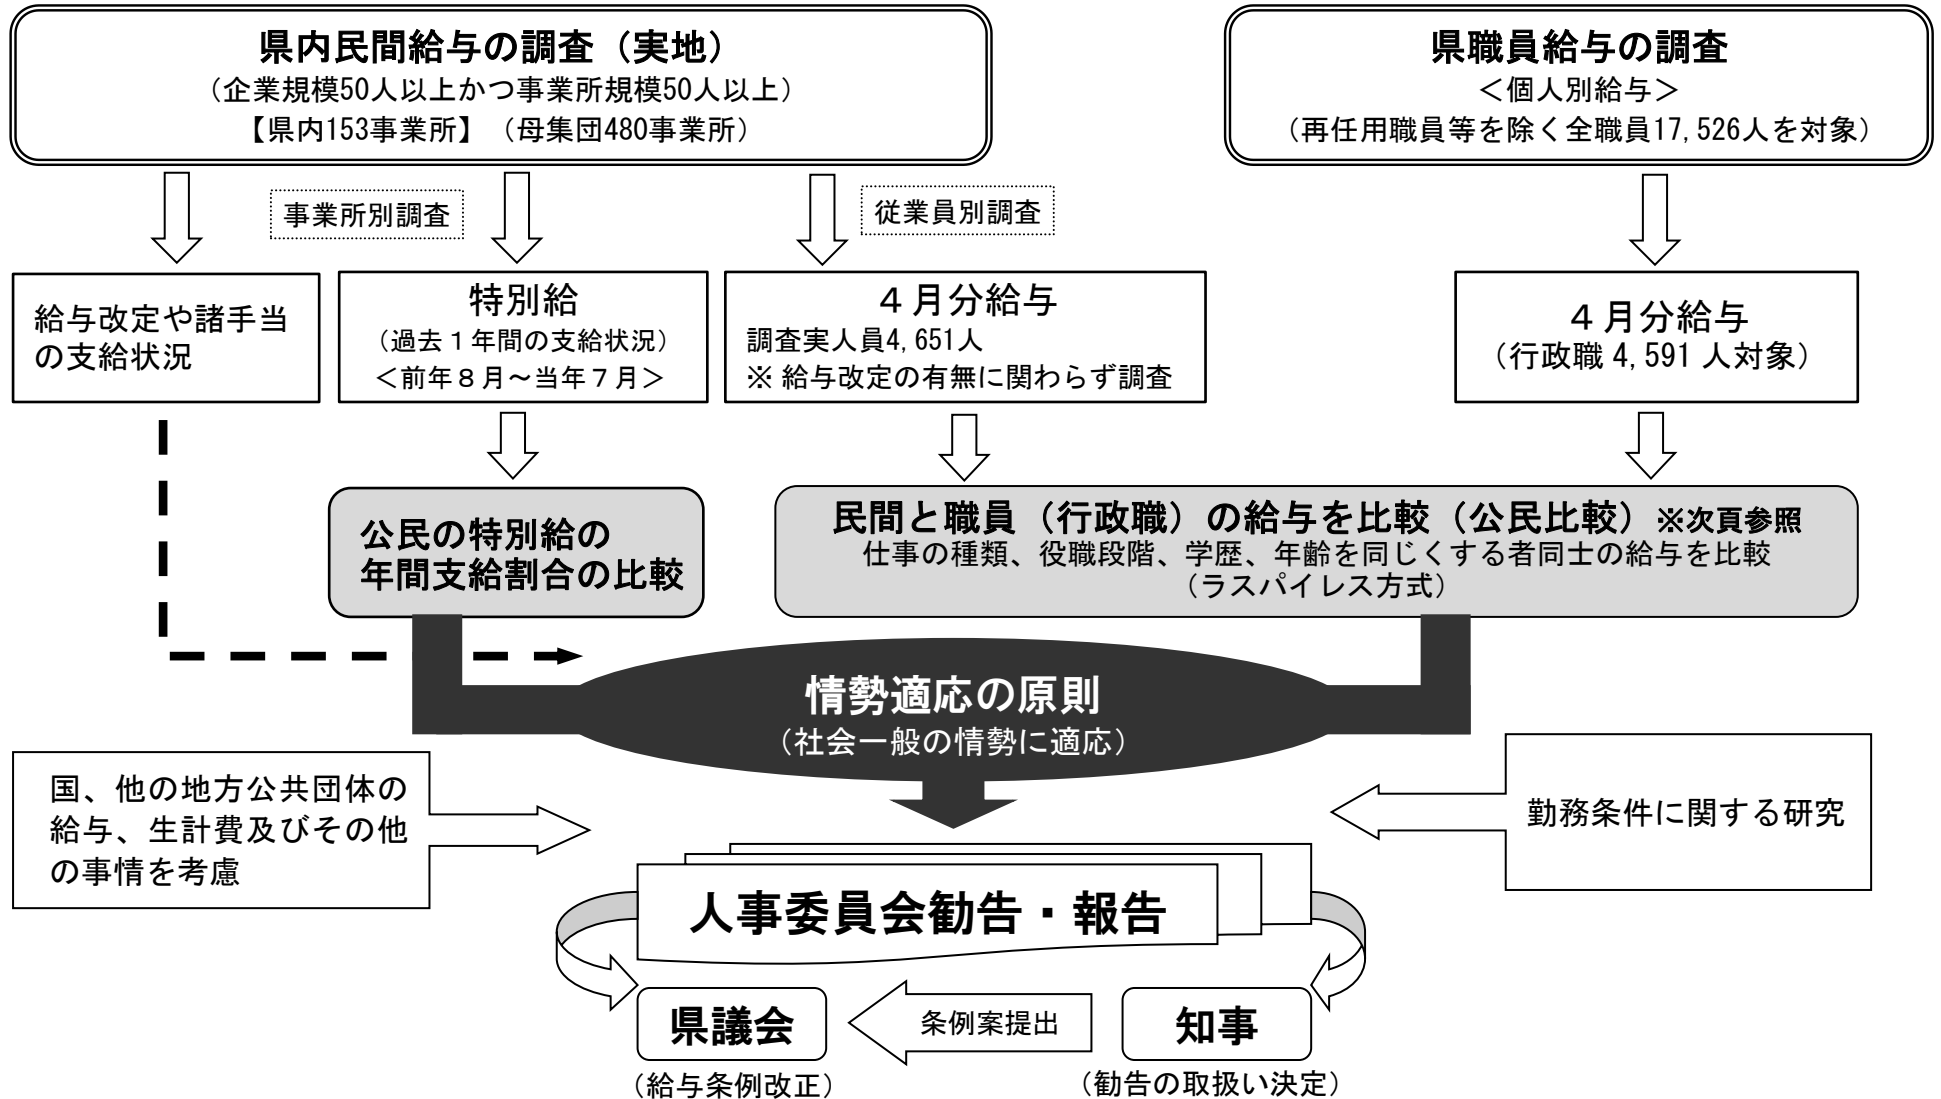 県内民間給与の調査（実地）
（企業規模50人以上かつ事業所規模50人以上）
【県内153事業所】（母集団480事業所）
県職員給与の調査
＜個人別給与＞
（再任用職員等を除く全職員17,526人を対象）
事業所別調査
従業員別調査
給与改定や諸手当
の支給状況
特別給
（過去１年間の支給状況）
＜前年８月～当年７月＞
４月分給与
調査実人員4,651人
※ 給与改定の有無に関わらず調査
４月分給与
（行政職 4,591 人対象）
公民の特別給の
年間支給割合の比較
民間と職員（行政職）の給与を比較（公民比較）※次頁参照
仕事の種類、役職段階、学歴、年齢を同じくする者同士の給与を比較
（ラスパイレス方式）
情勢適応の原則
（社会一般の情勢に適応）
国、他の地方公共団体の
給与、生計費及びその他
の事情を考慮
勤務条件に関する研究
人事委員会勧告・報告
県議会
（給与条例改正）
条例案提出
知事
（勧告の取扱い決定）